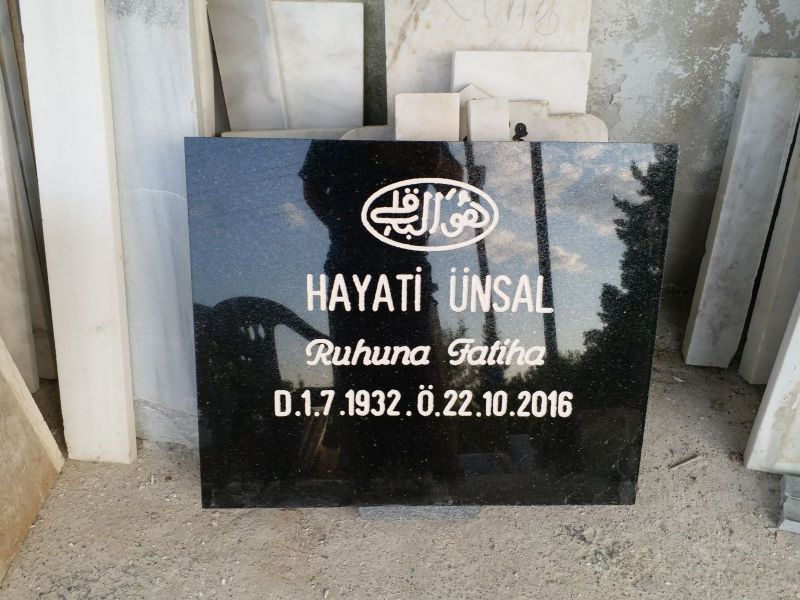 هو الباقي
HAYATİ ÜNSAL
Ruhuna Fatiha
D.1.7.1932.Ö.22.10.2016